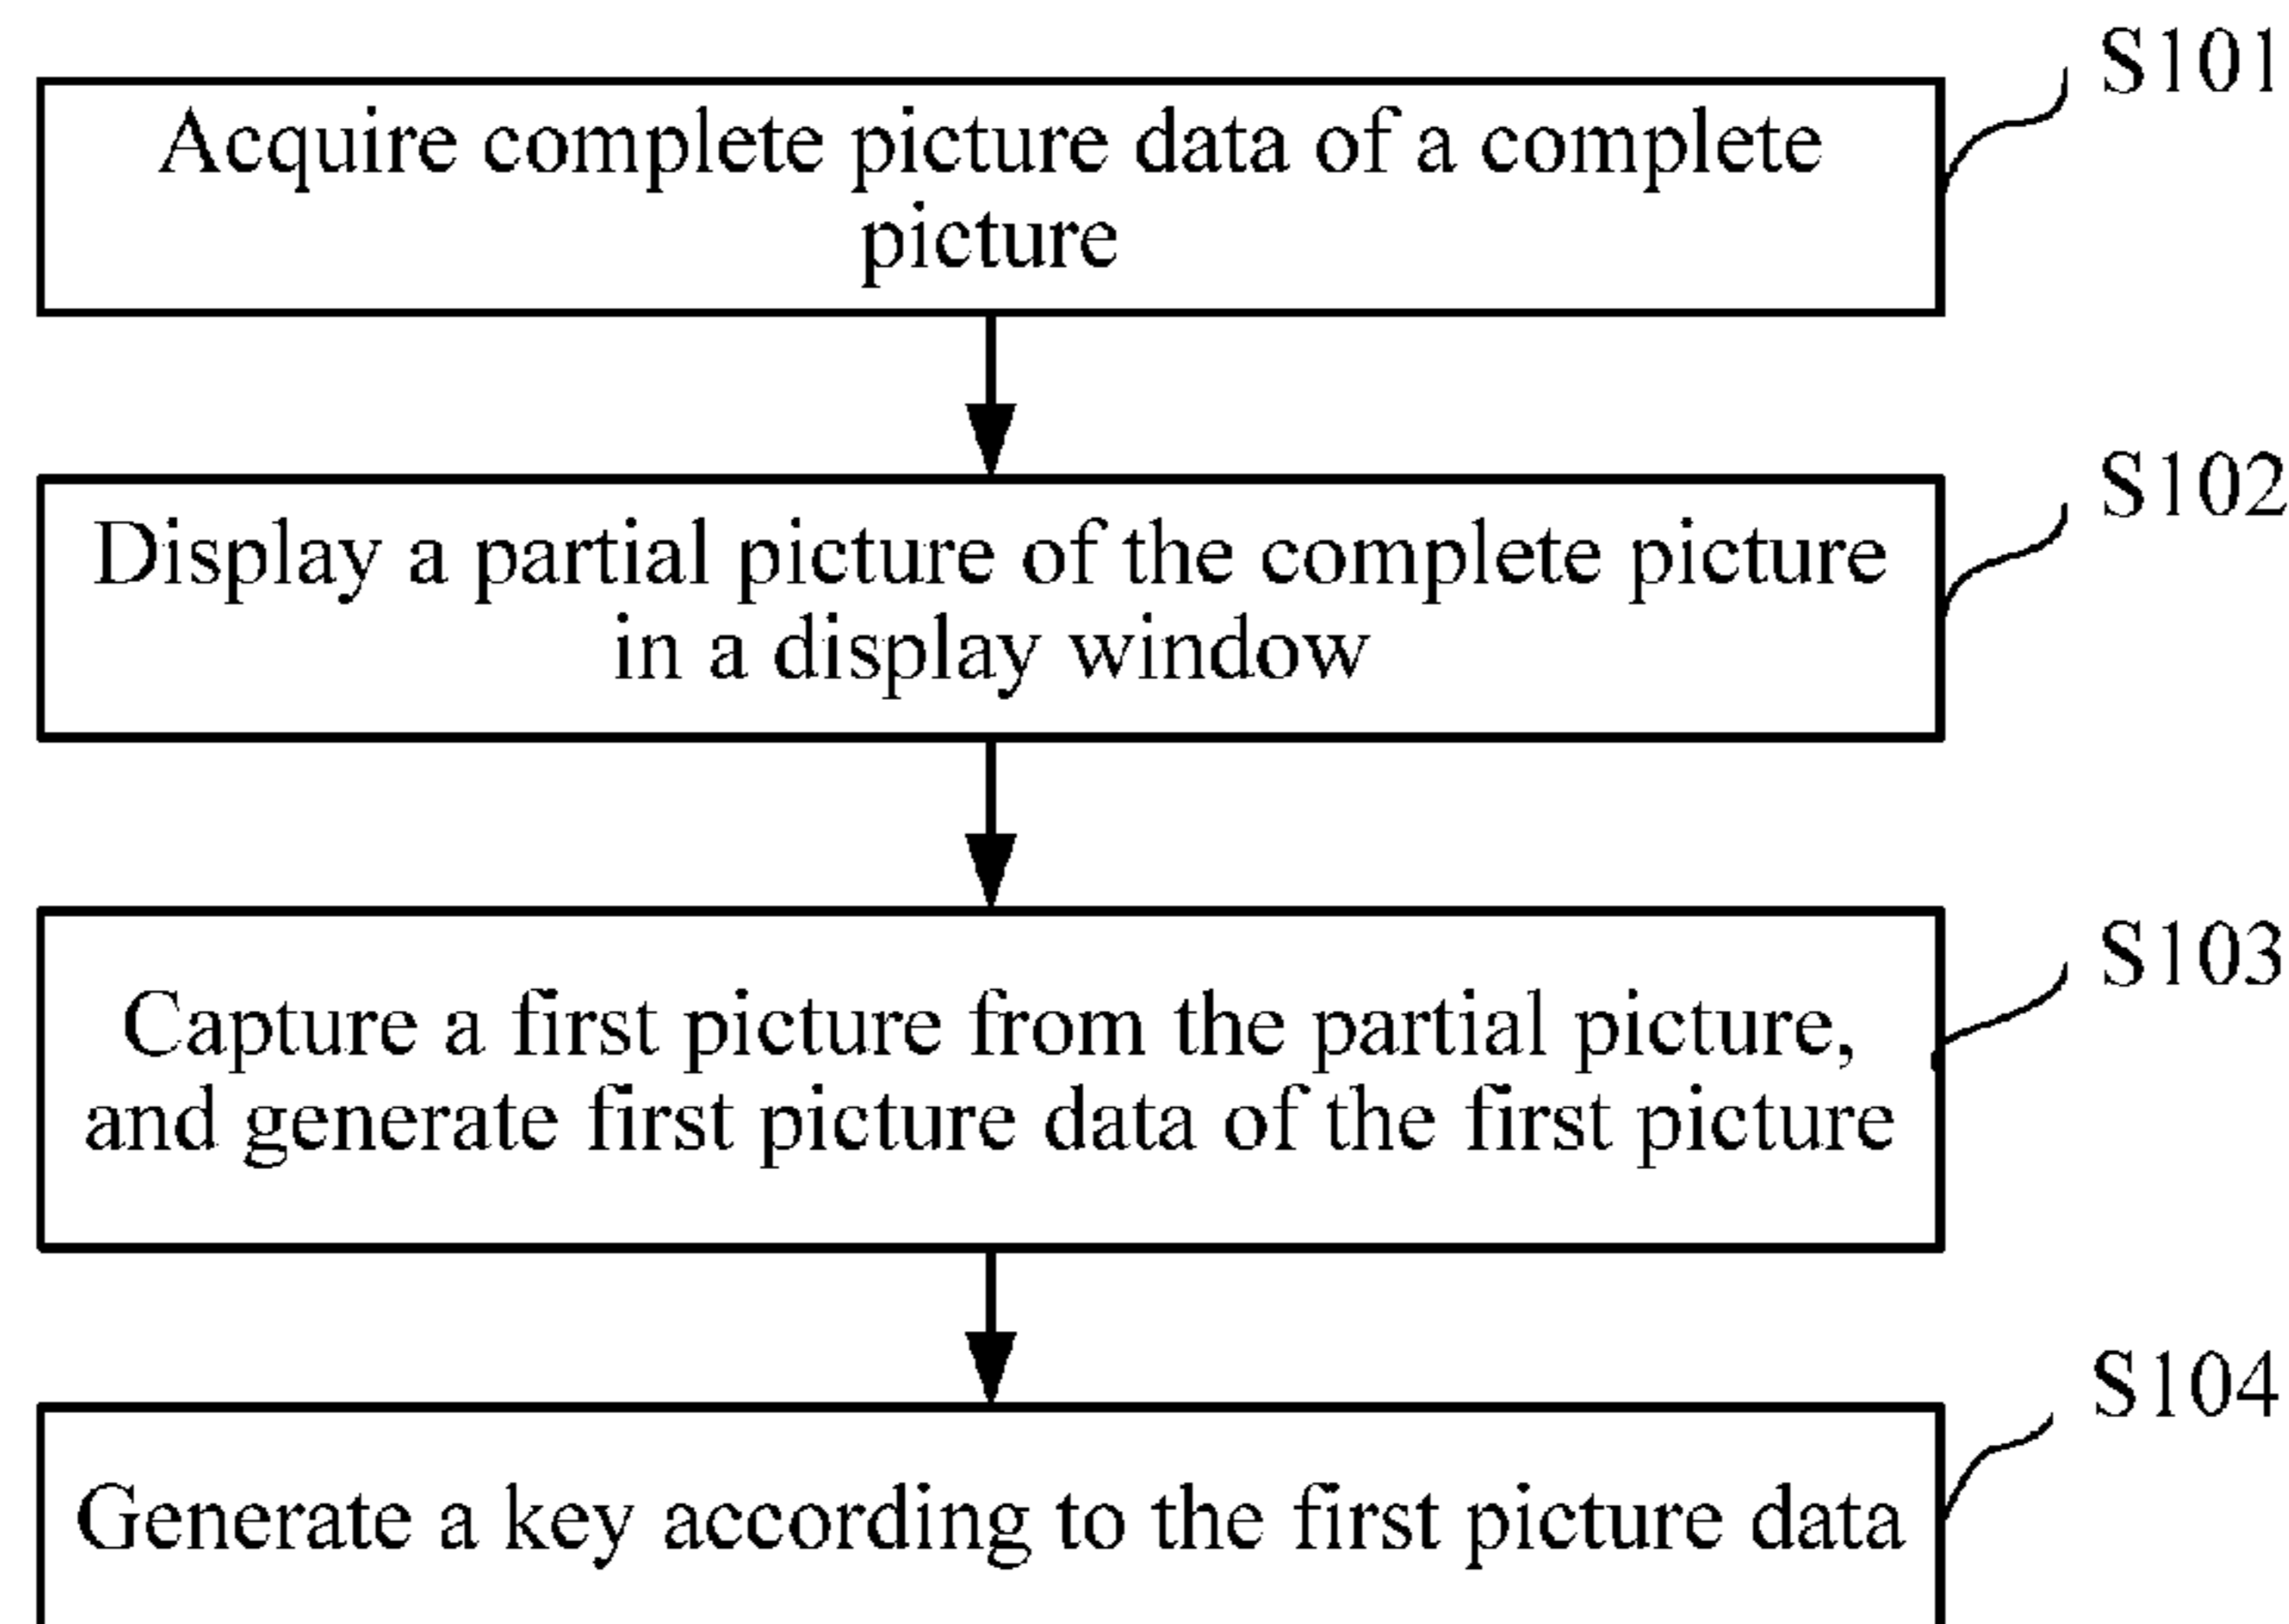 S101
Acquire complete picture data of a complete
picture
S102
Display a partial picture of the complete picture
in a display window
S103
Capture a first picture from the partial picture,
and generate first picture data of the first picture
S104
Generate a key according to the first picture data